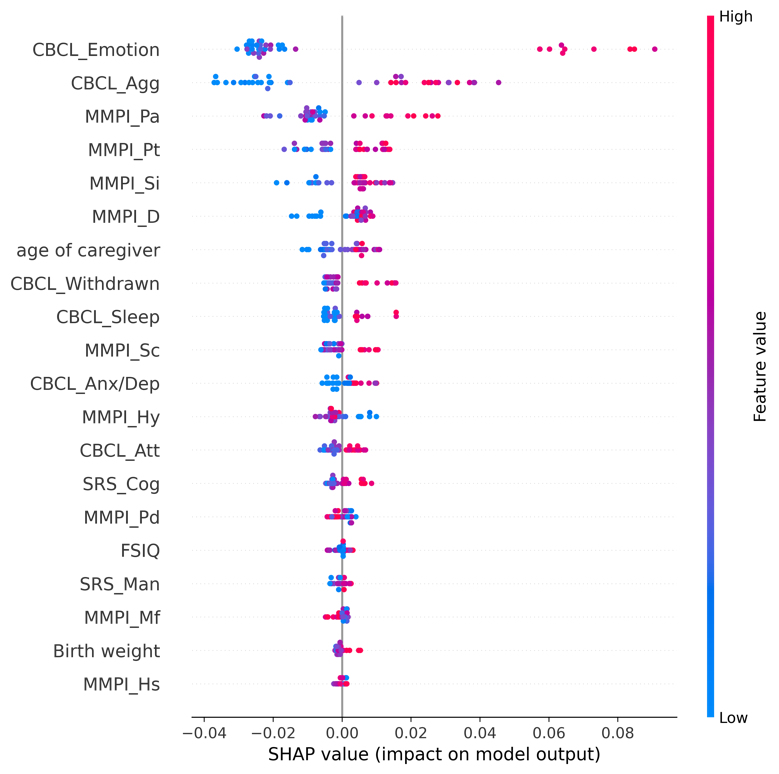 High
CBCL_Emotion
CBCL_Agg
MMPI_Pa
MMPI_Pt
MMPI_Si
MMPI_D
age of caregiver
CBCL_Withdrawn
CBCL_Sleep
MMPI_Sc
CBCL_Anx/Dep
MMPI_Hy
CBCL_Att
SRS_Cog
MMPI_Pd
FSIQ
SRS_Man
MMPI_Mf
Birth weight
MMPI_Hs
Feature value
Low
−0.04 −0.02 0.00 0.02 0.04 0.06 0.08
SHAP value (impact on model output)